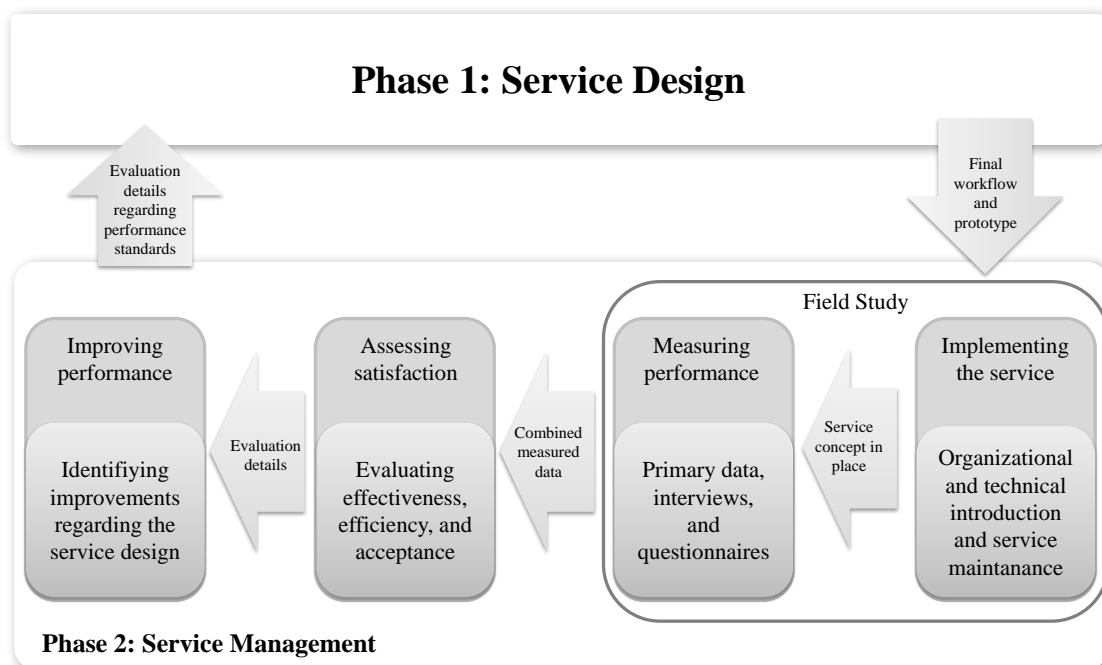 Phase 1: Service Design
Evaluation
details
regarding
performance
standards
Final
workflow
and
prototype
Field Study
Improving
performance
Identifiying
improvements
regarding the
service design
Evaluation
details
Assessing
satisfaction
Evaluating
effectiveness,
efficiency, and
acceptance
Combined
measured
data
Measuring
performance
Primary data,
interviews,
and
questionnaires
Service
concept in
place
Implementing
the service
Organizational
and technical
introduction
and service
maintanance
Phase 2: Service Management